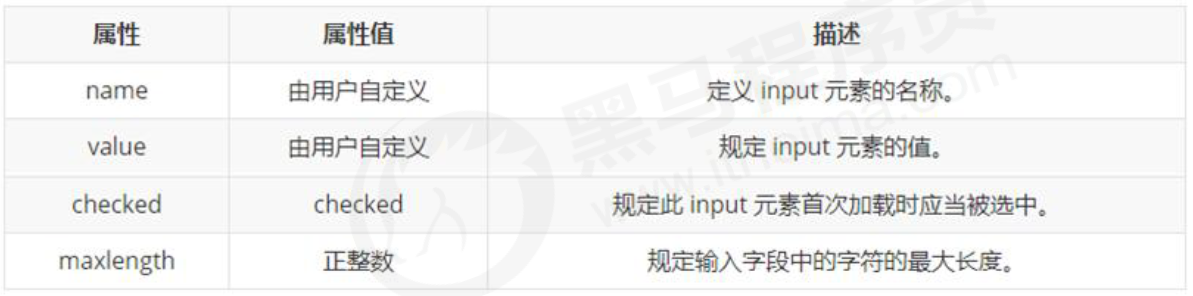 属性 属性值 描述
name 由用户自定义 定义 input 元素的名称。
value 由用户自定义 规定 input 元素的值。
checked checked 规定此 input 元素首次加载时应当被选中。
maxlength 正整数 规定输入字段中的字符的最大长度。
黑马程序员
www.itheima.com